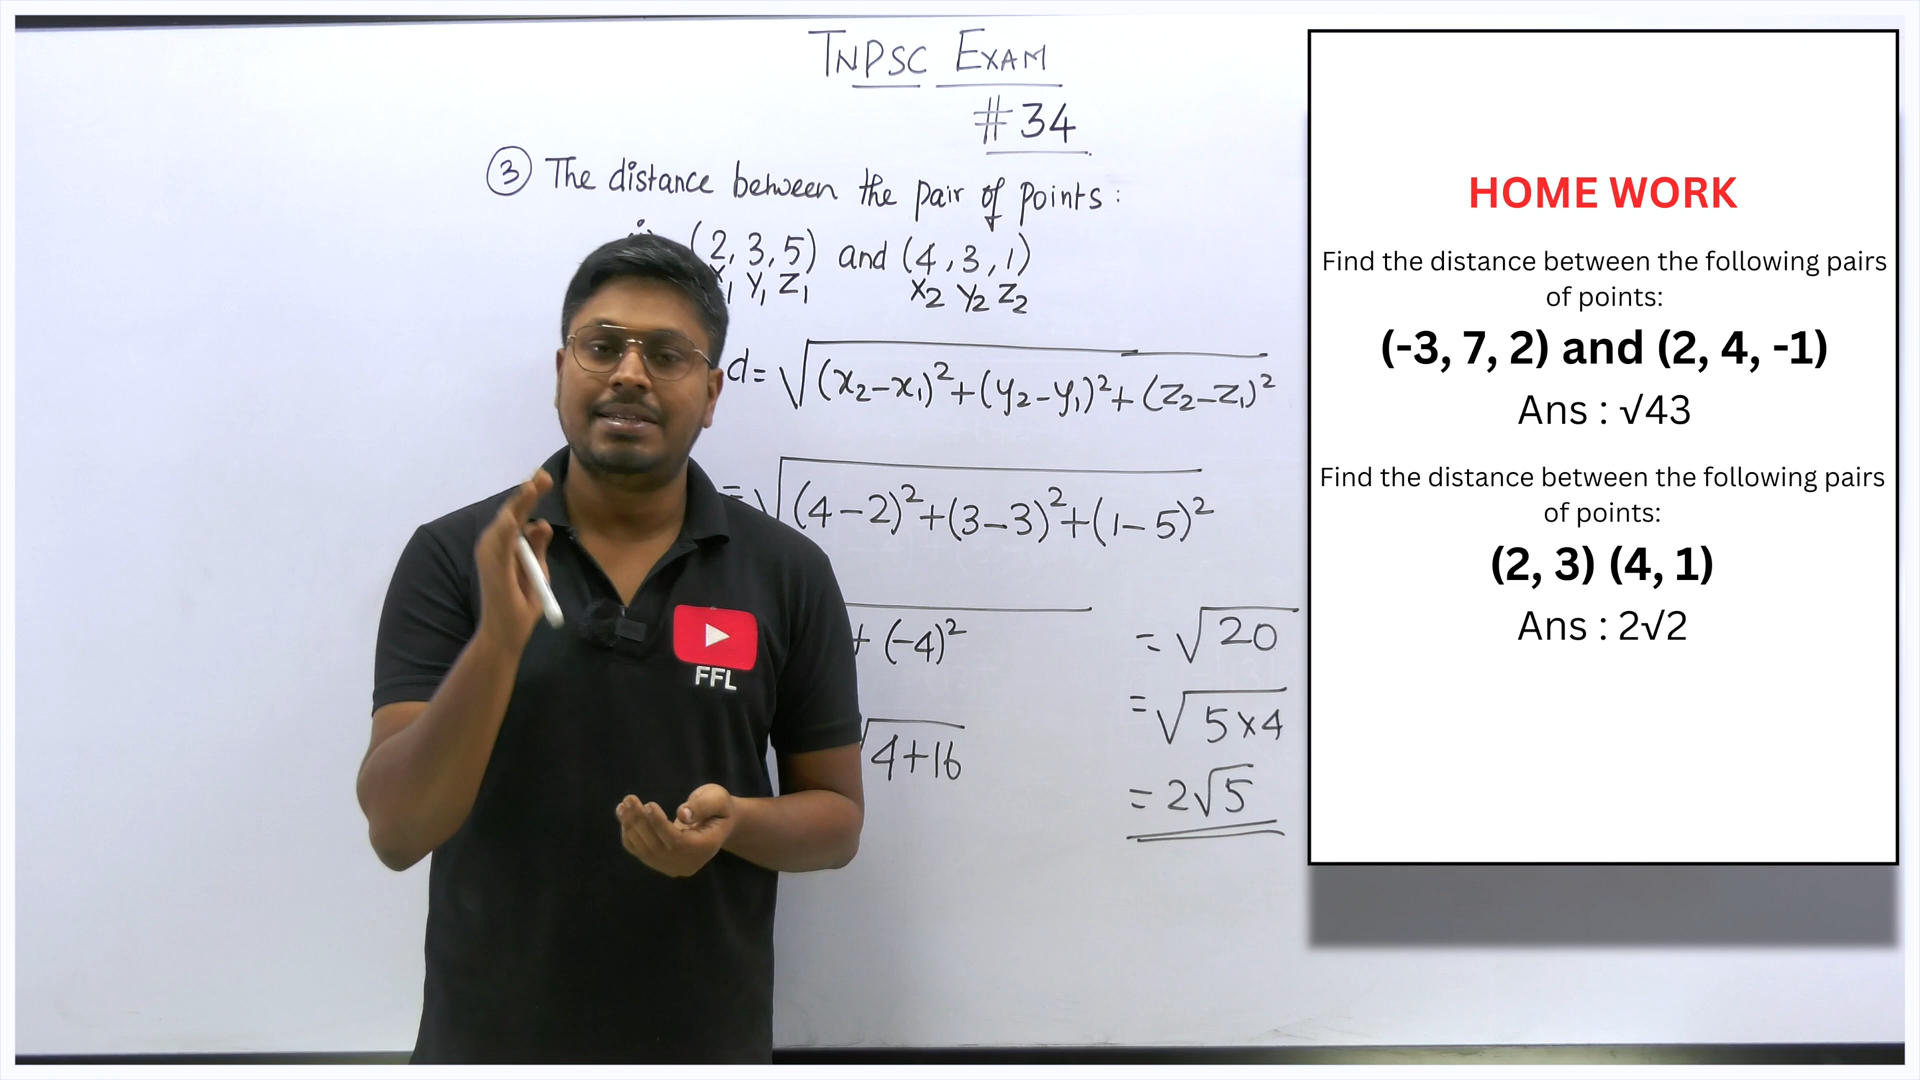 TNPSC EXAM
#34
3 The distance between the pair of points:
(2, 3, 5) and (4, 3, 1)
Y₁ Z₁ X₂ Y₂ Z₂
d = √(x₂-x₁)²+(y₂-y₁)²+(z₂-z₁)²
= √(4-2)²+(3-3)²+(1-5)²
+ (-4)²
√4+16
= √20
= √5×4
= 2√5
FFL
HOME WORK
Find the distance between the following pairs
of points:
(-3, 7, 2) and (2, 4, -1)
Ans : √43
Find the distance between the following pairs
of points:
(2, 3) (4, 1)
Ans : 2√2